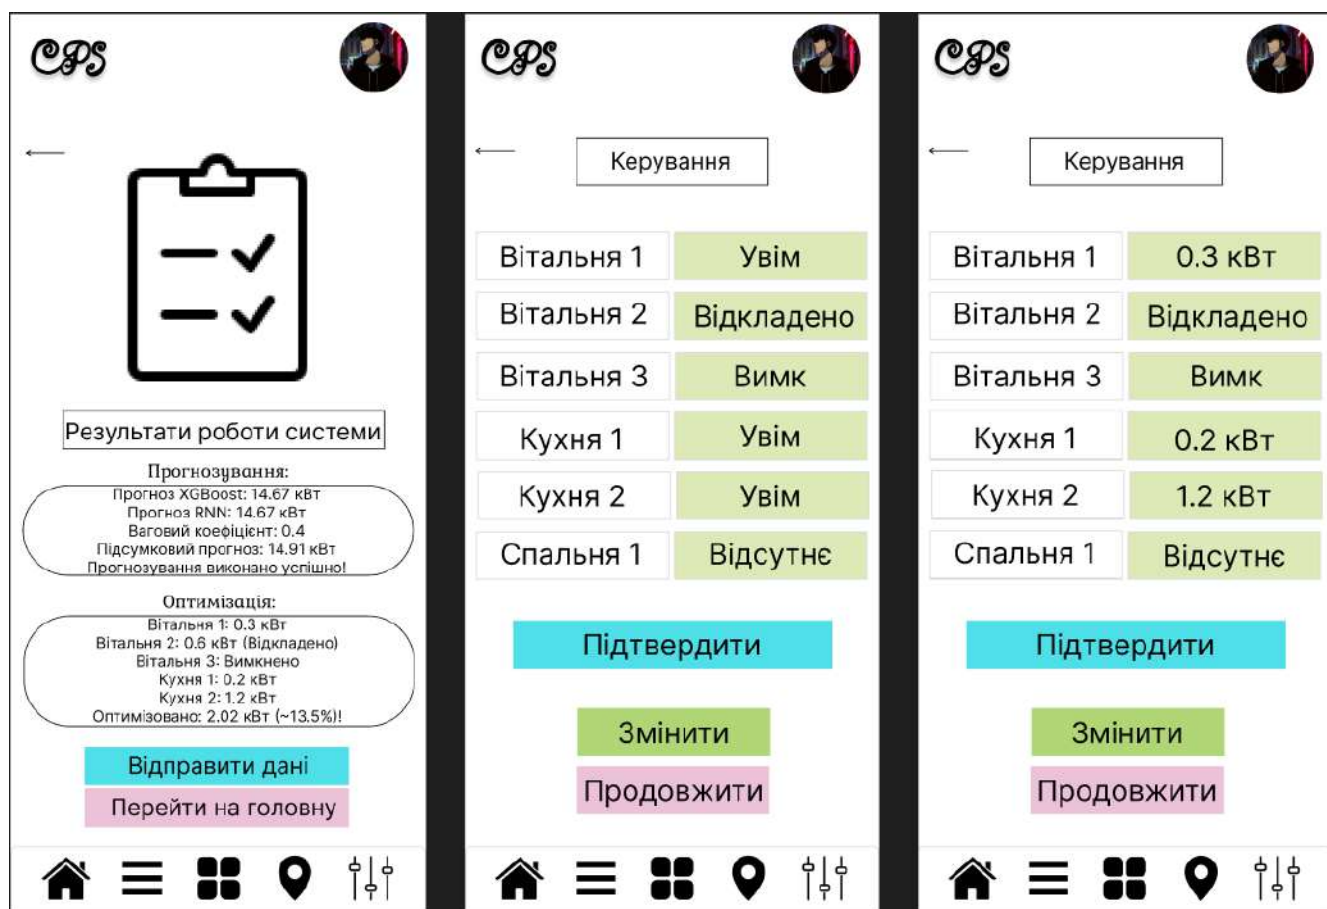 CPS
Результати роботи системи
Прогнозування:
Прогноз XGBoost: 14.67 кВт
Прогноз RNN: 14.67 кВт
Ваговий коефіцієнт: 0.4
Підсумковий прогноз: 14.91 кВт
Прогнозування виконано успішно!
Оптимізація:
Вітальня 1: 0.3 кВт
Вітальня 2: 0.6 кВт (Відкладено)
Вітальня 3: Вимкнено
Кухня 1: 0.2 кВт
Кухня 2: 1.2 кВт
Оптимізовано: 2.02 кВт (~13.5%)!
Відправити дані
Перейти на головну
CPS
Керування
Вітальня 1 Увім
Вітальня 2 Відкладено
Вітальня 3 Вимк
Кухня 1 Увім
Кухня 2 Увім
Спальня 1 Відсутнє
Підтвердити
Змінити
Продовжити
CPS
Керування
Вітальня 1 0.3 кВт
Вітальня 2 Відкладено
Вітальня 3 Вимк
Кухня 1 0.2 кВт
Кухня 2 1.2 кВт
Спальня 1 Відсутнє
Підтвердити
Змінити
Продовжити